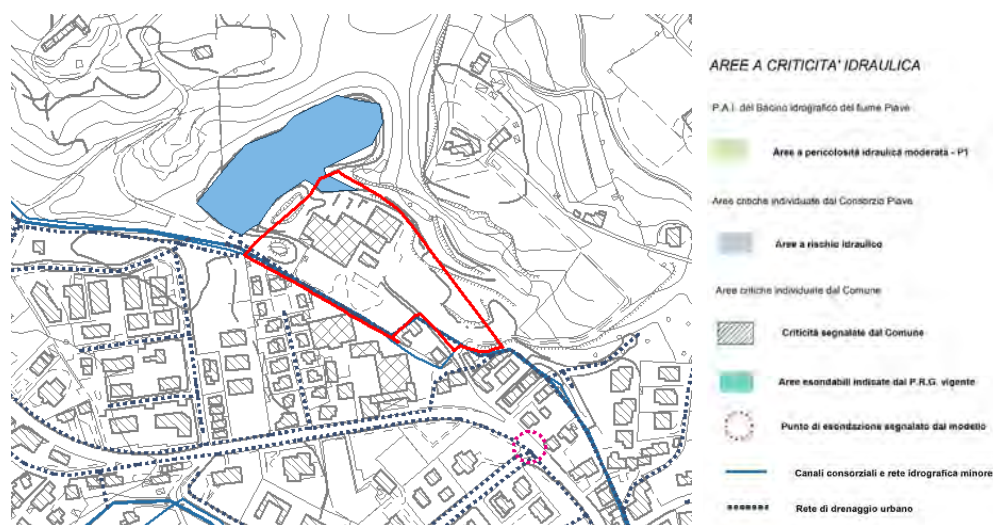 AREE A CRITICITA' IDRAULICA
P.A.I. del Bacino idrografico del fiume Piave
Aree a pericolosità idraulica moderata - P1
Aree critiche individuate dal Consorzio Piave
Aree a rischio idraulico
Aree critiche individuate dal Comune
Criticità segnalate dal Comune
Aree esondabili indicate dal P.R.G. vigente
Punto di esondazione segnalato dal modello
Canali consorziali e rete idrografica minore
Rete di drenaggio urbano